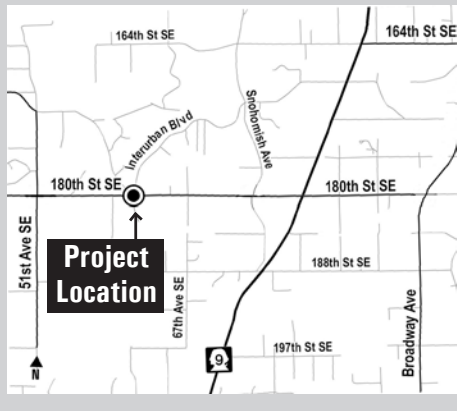 164th St SE
164th St SE
Interurban Blvd
Snohomish Ave
180th St SE
180th St SE
51st Ave SE
Project
Location
67th Ave SE
188th St SE
Broadway Ave
9
197th St SE
N